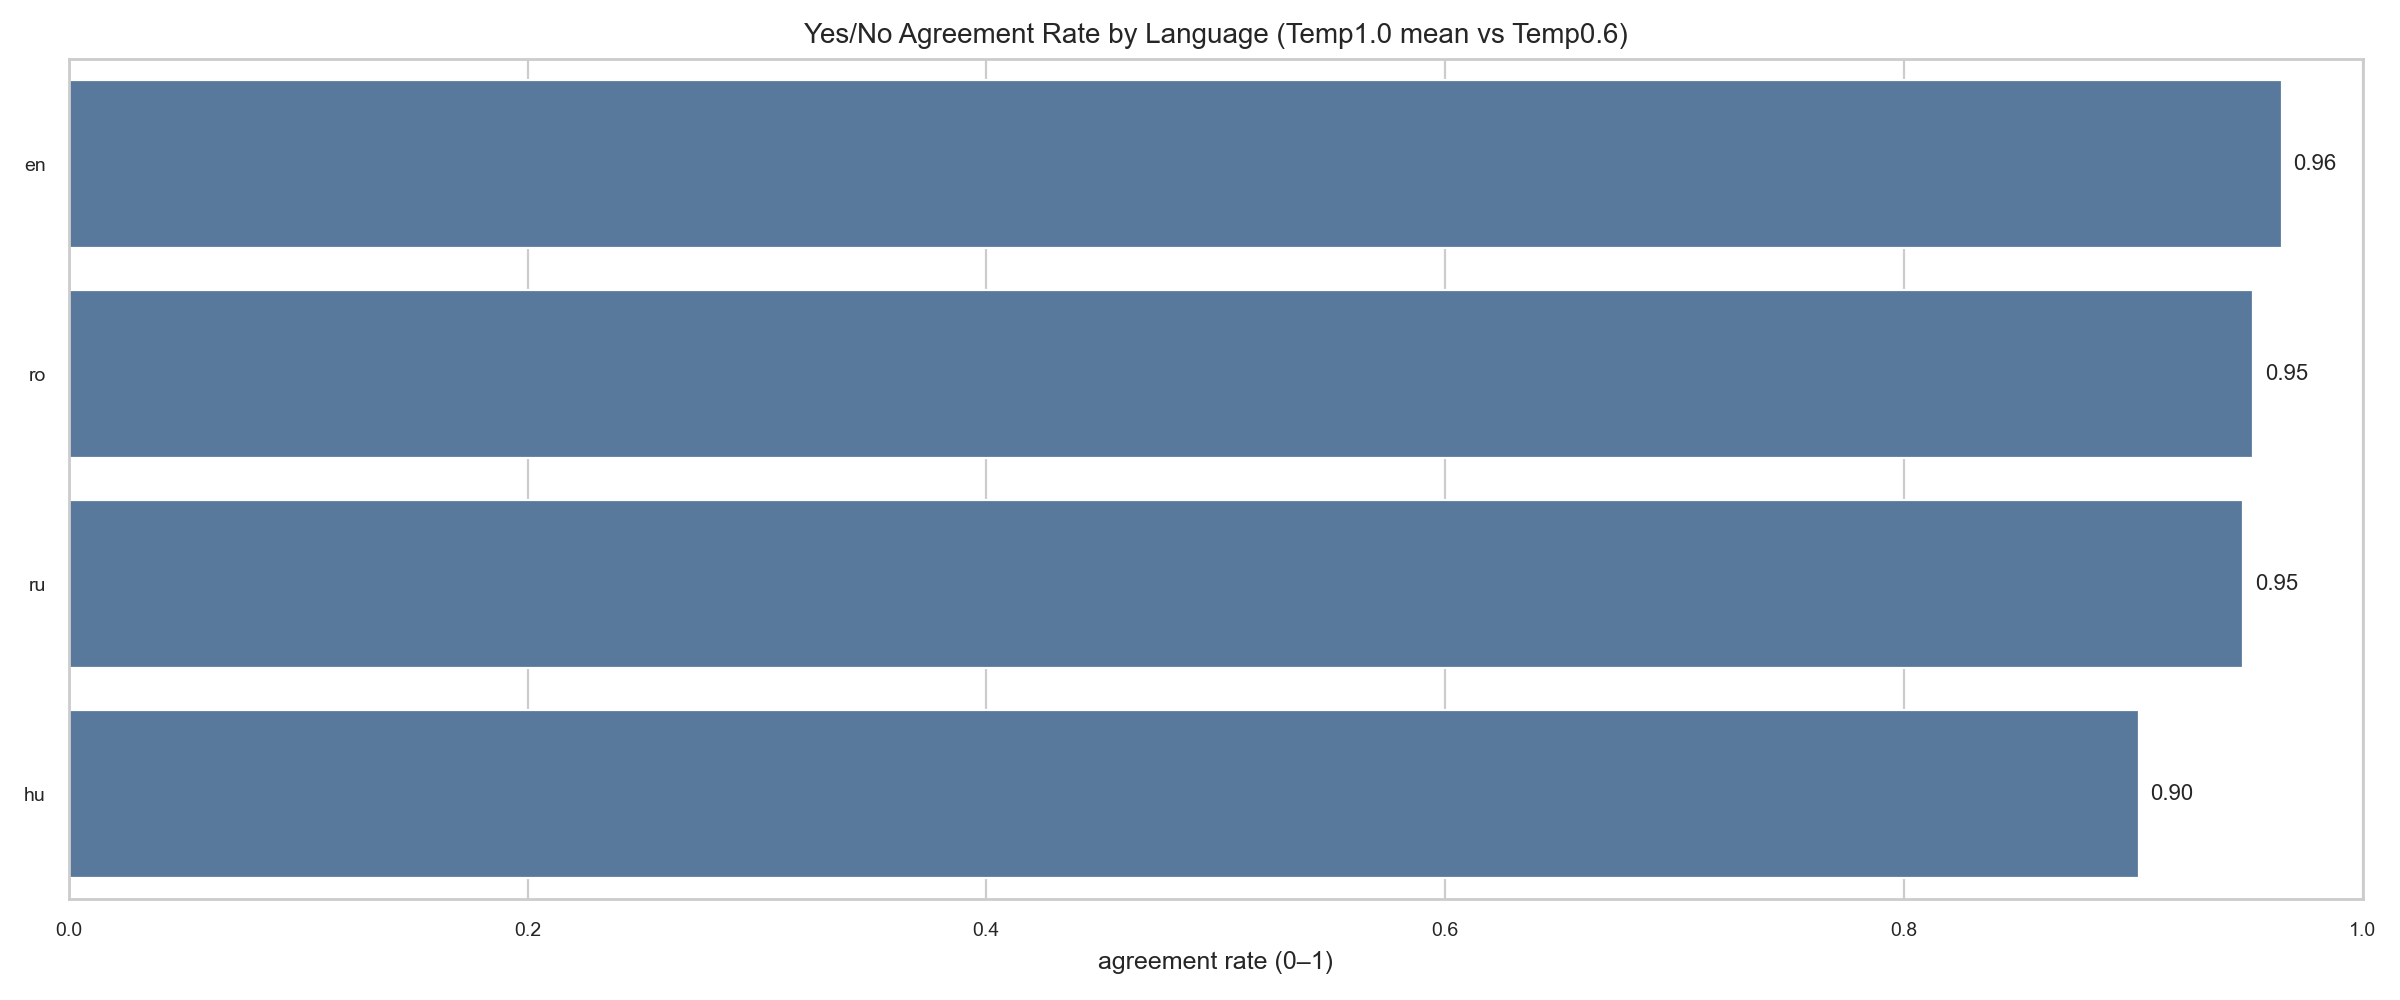 Yes/No Agreement Rate by Language (Temp1.0 mean vs Temp0.6)
en
0.96
ro
0.95
ru
0.95
hu
0.90
0.0 0.2 0.4 0.6 0.8 1.0
agreement rate (0–1)